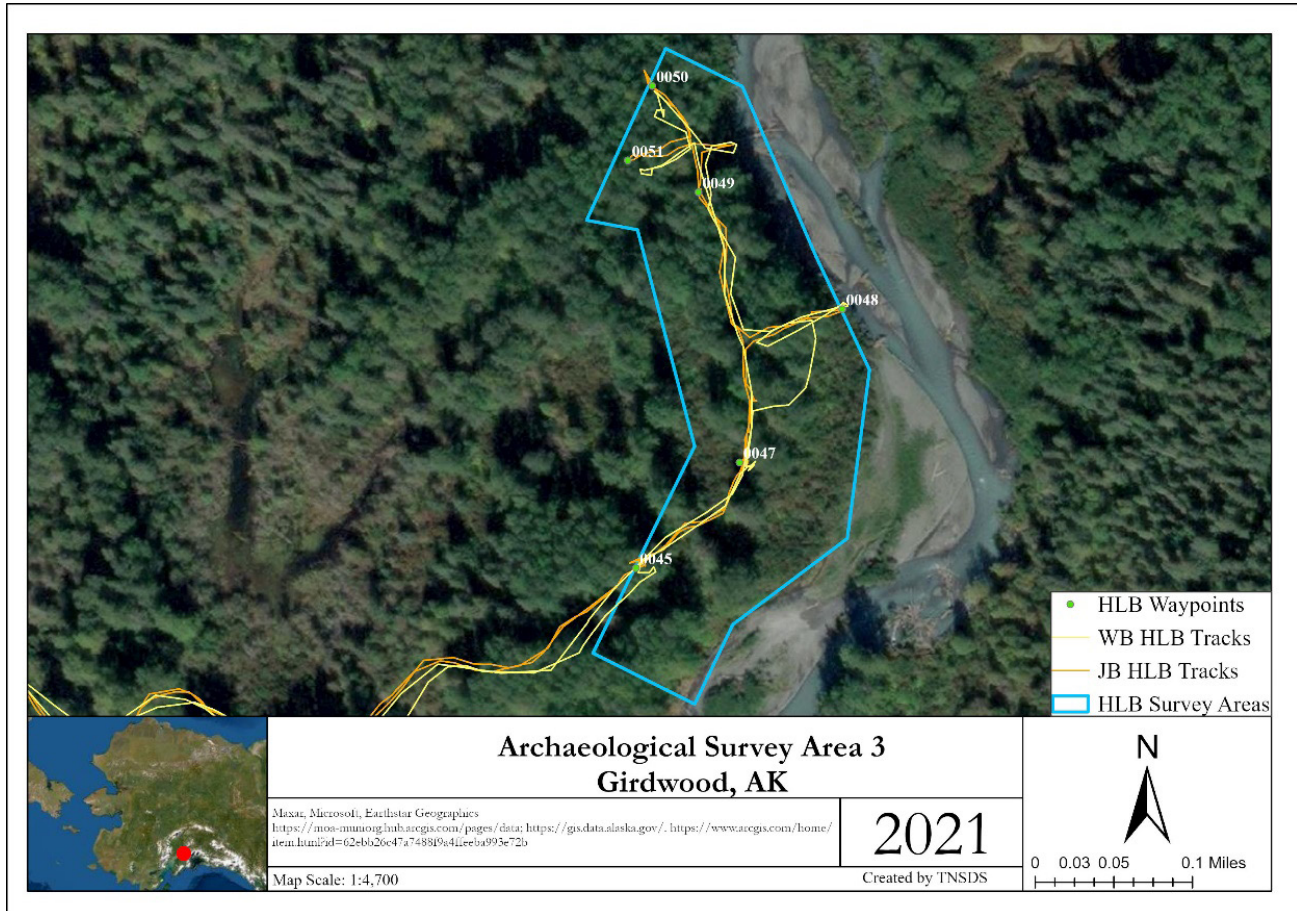 0050
0051
0049
0048
0047
0045
HLB Waypoints
WB HLB Tracks
JB HLB Tracks
HLB Survey Areas
Archaeological Survey Area 3
Girdwood, AK
Maxar, Microsoft, Earthstar Geographics
https://moa-muniorg.hub.arcgis.com/pages/data; https://gis.data.alaska.gov/. https://www.arcgis.com/home/
item.html?id=62ebb26c47a7488f9a4ffeeba993e72b
Map Scale: 1:4,700
2021
Created by TNSDS
N
0 0.03 0.05 0.1 Miles